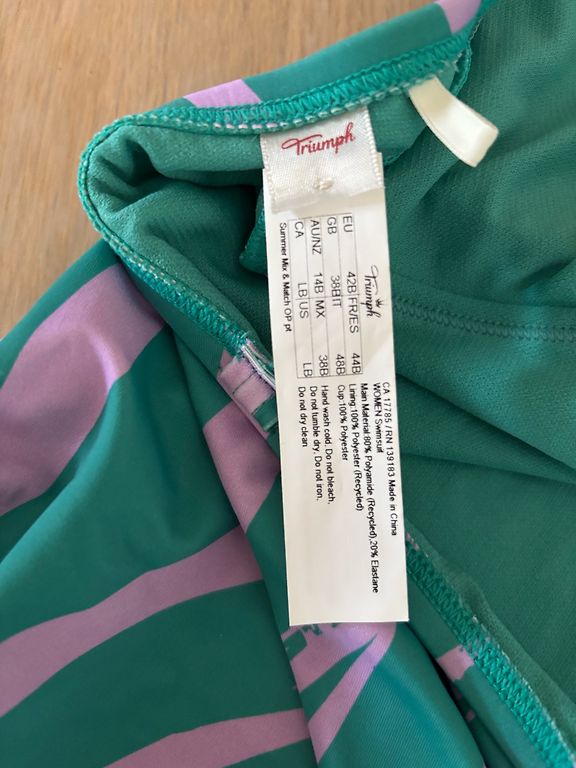 Triumph
Triumph
EU 42B FR/ES 44B
GB 38B IT 48B
AU/NZ 14B MX 38B
CA LB US LB
Summer Mix & Match OP pt
CA 17785 / RN 139183 Made in China
WOMEN Swimsuit
Main Material:80% Polyamide (Recycled),20% Elastane
Lining:100% Polyester (Recycled)
Cup:100% Polyester
Hand wash cold, Do not bleach,
Do not tumble dry, Do not iron,
Do not dry clean